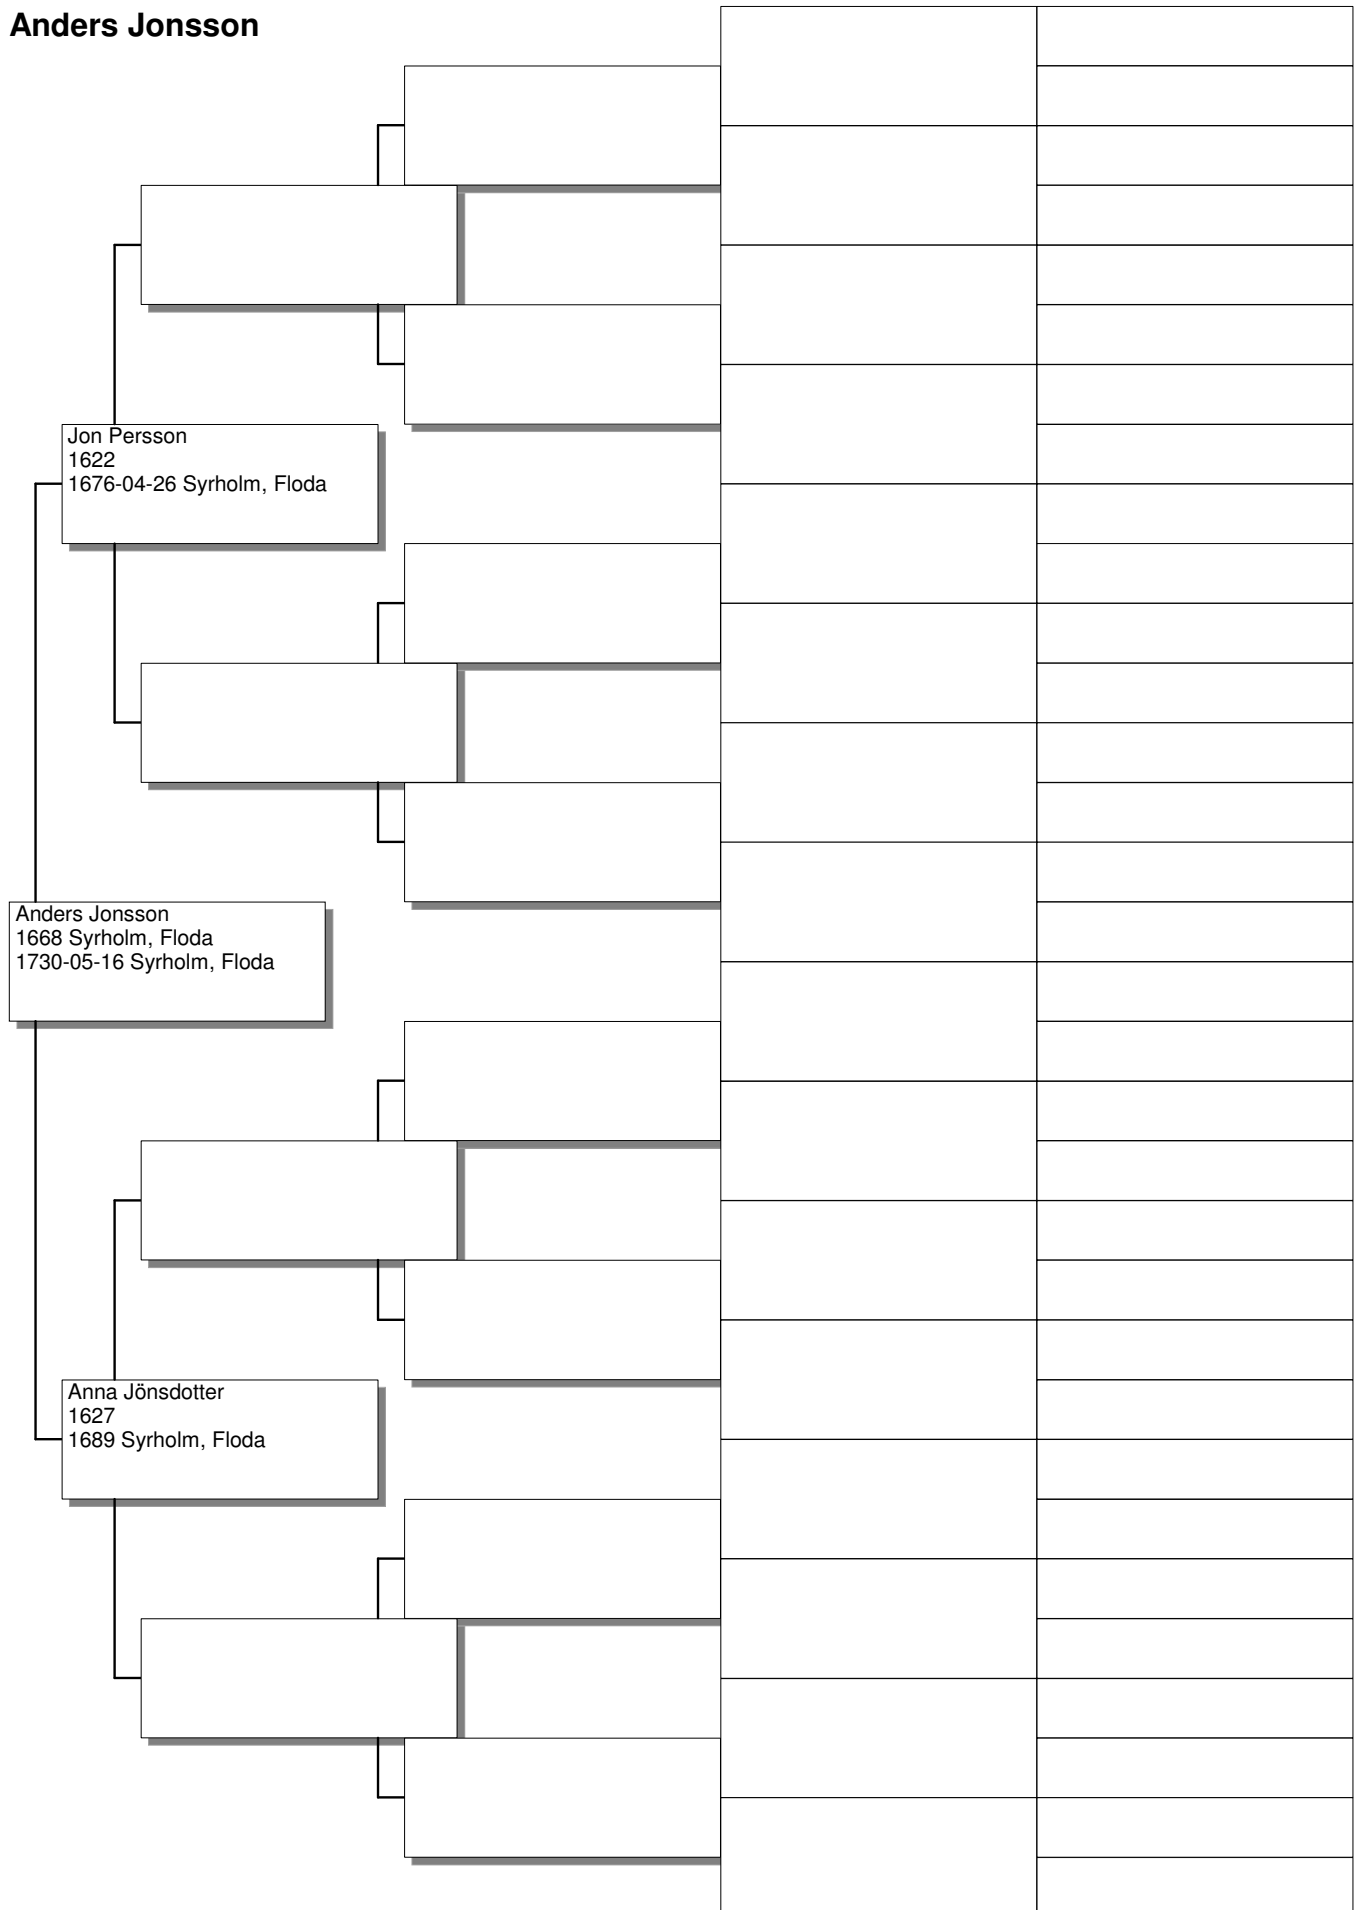 Anders Jonsson
Jon Persson
1622
1676-04-26 Syrholm, Floda
Anders Jonsson
1668 Syrholm, Floda
1730-05-16 Syrholm, Floda
Anna Jönsdotter
1627
1689 Syrholm, Floda